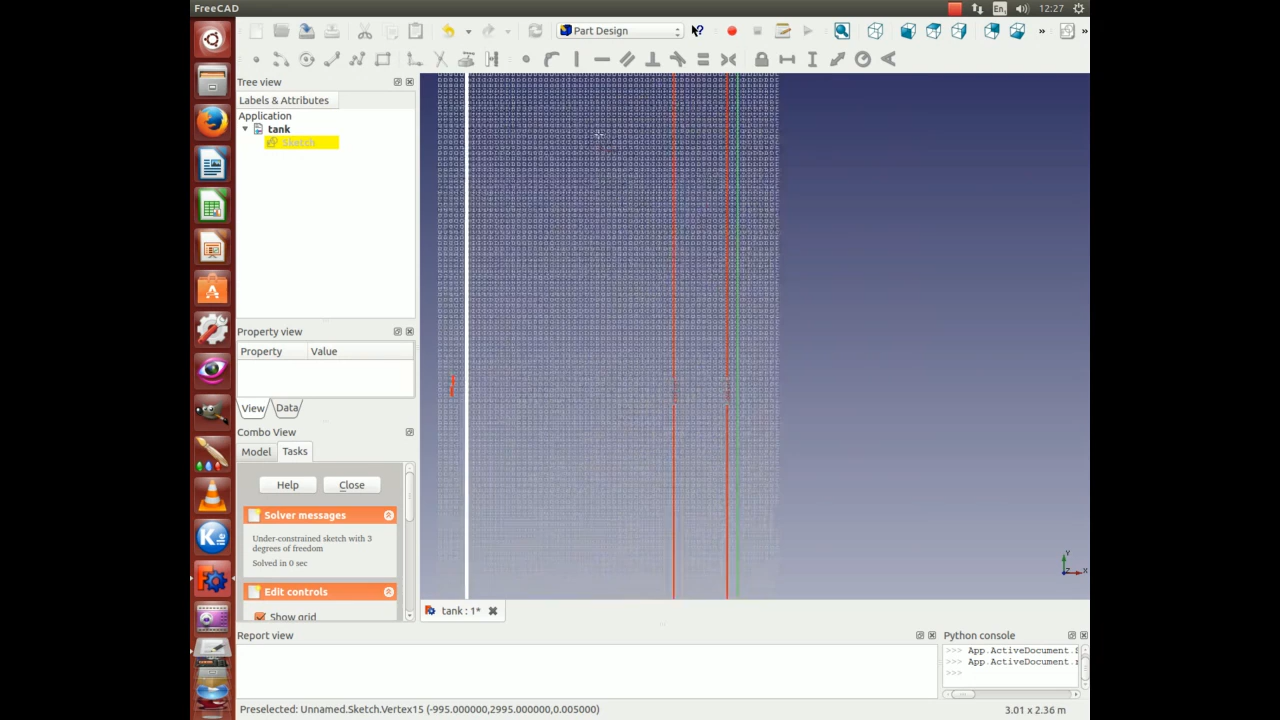 FreeCAD
En
12:27
Part Design
»
»
Tree view
Labels & Attributes
Application
tank
Sketch
Property view
Property Value
View Data
Combo View
Model Tasks
Help Close
Solver messages
Under-constrained sketch with 3
degrees of freedom
Solved in 0 sec
Edit controls
Show grid
Y
Z X
tank : 1*
Report view
Python console
>>> App.ActiveDocument.
>>> App.ActiveDocument.
>>>
Preselected: Unnamed.Sketch.Vertex15 (-995.000000,2995.000000,0.005000)
3.01 x 2.36 m